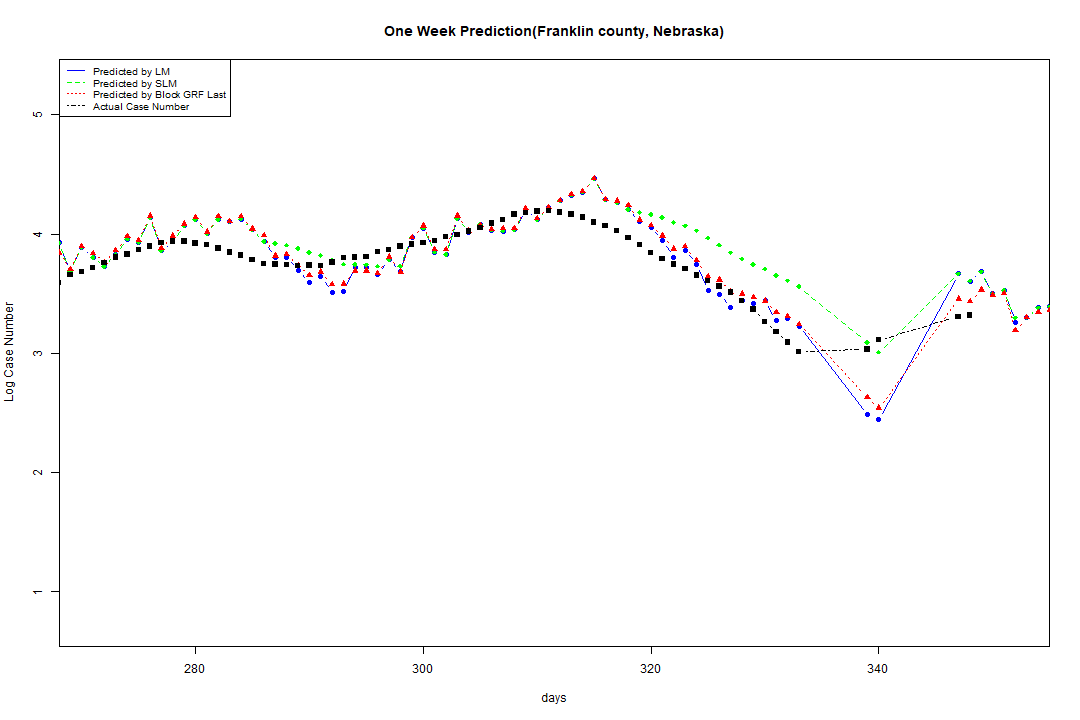 One Week Prediction(Franklin county, Nebraska)
Predicted by LM
Predicted by SLM
Predicted by Block GRF Last
Actual Case Number
5
4
3
2
1
Log Case Number
280 300 320 340
days